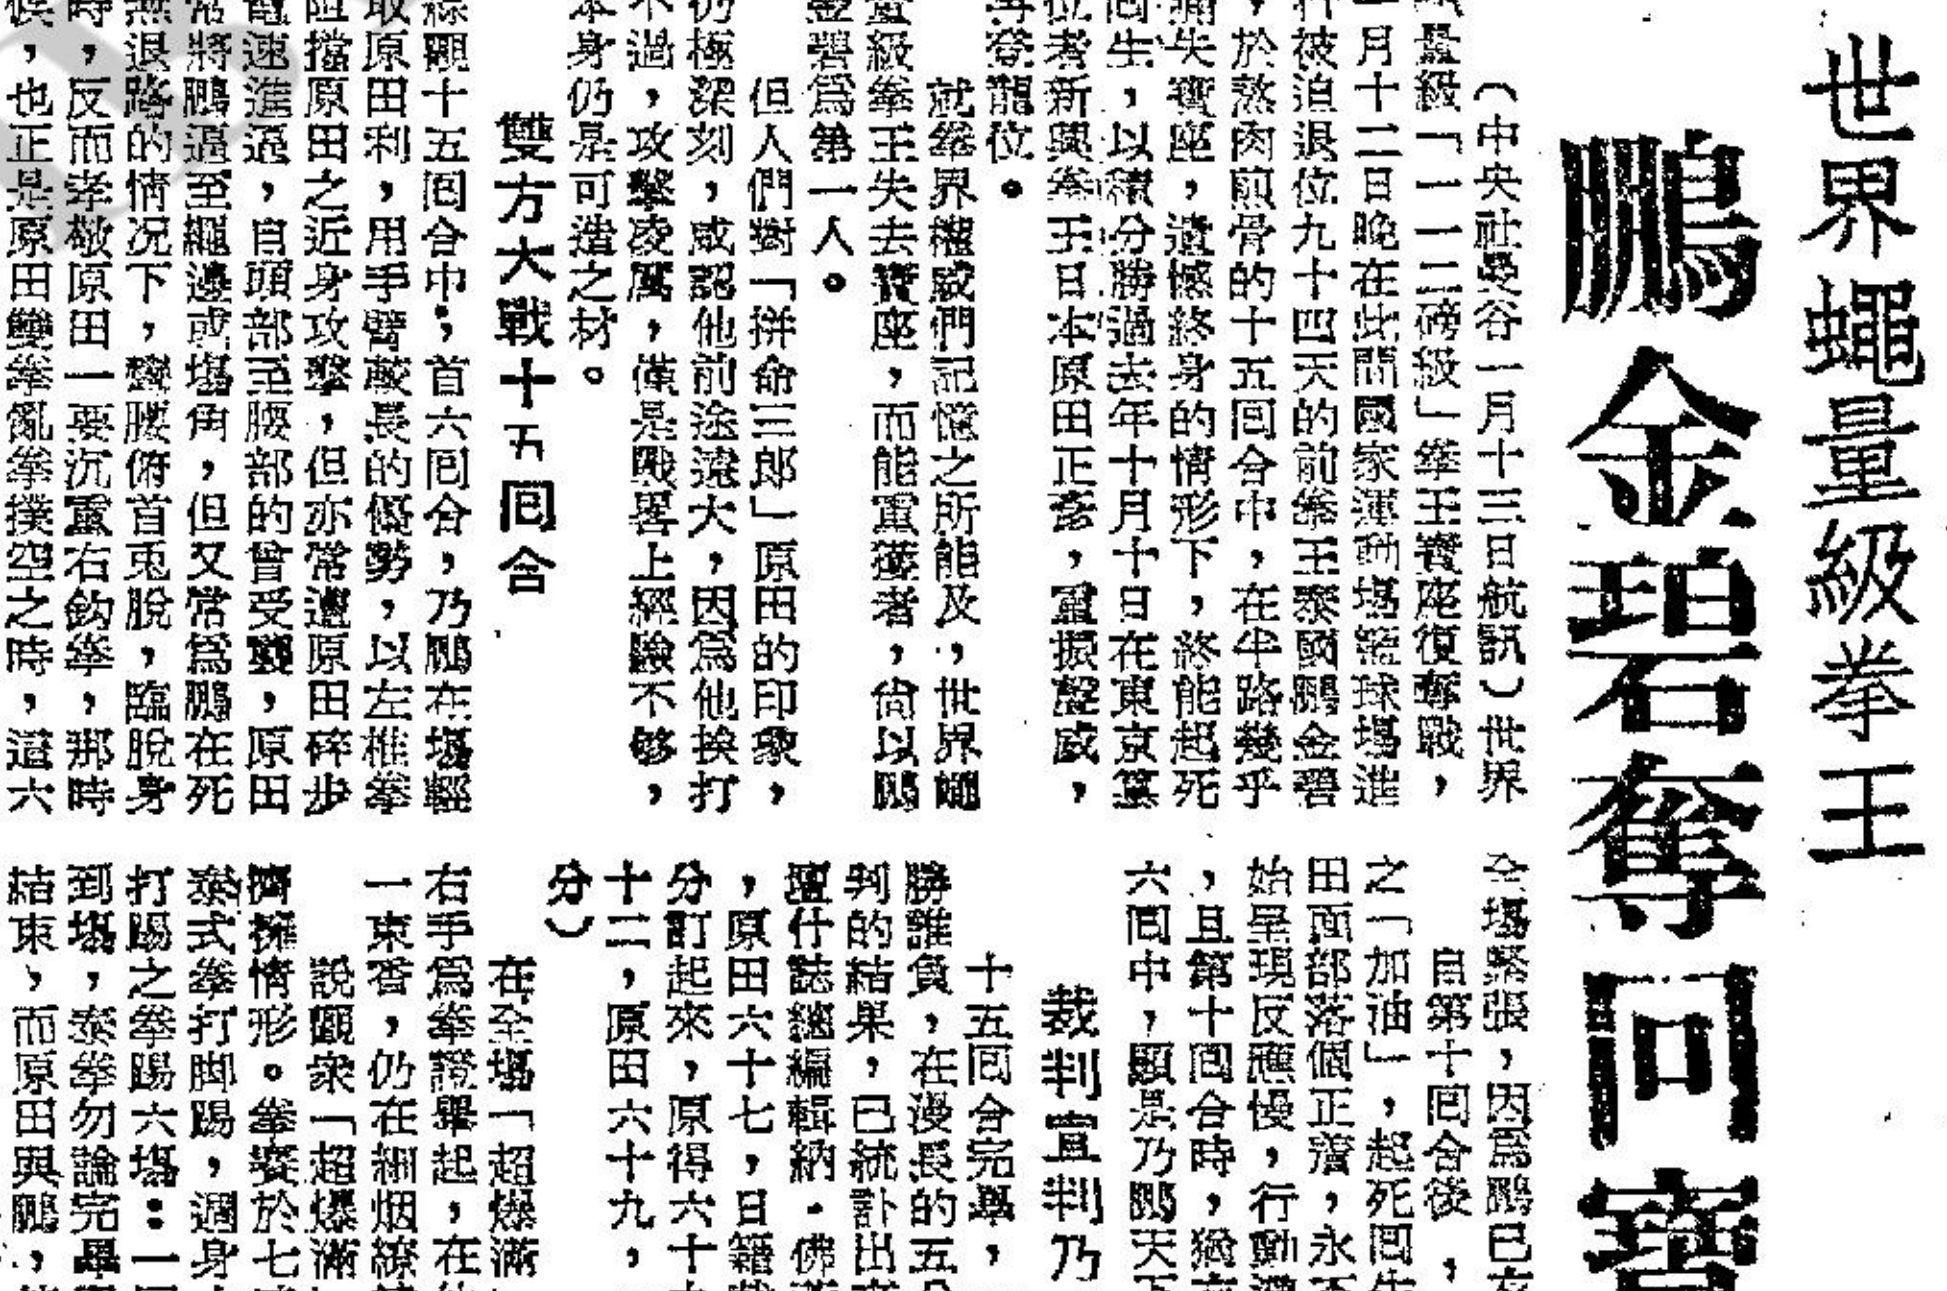 世界蠅量級拳王
鵬金碧奪回寶
（中央社曼谷一月十三日航訊）世界
量級「一一二磅級」拳王寶座復奪戰，
一月十二日晚在此間國家運動場籃球場進
行被迫退位九十四天的前拳王泰國鵬金碧
，於熬肉煎骨的十五回合中，在半路幾乎
痛失寶座，遺憾終身的情形下，終能起死
回生，以積分勝過去年十月十日在東京篡
位者新興拳王日本原田正彥，重振聲威，
再登龍位。
就拳界權威們記憶之所能及，世界蠅
量級拳王失去寶座，而能重獲者，尚以鵬
金碧爲第一人。
但人們對「拼命三郎」原田的印象，
仍極深刻，或認他前途遠大，因爲他挨打
不過，攻擊凌厲，僅是戰略上經驗不够，
本身仍是可造之材。
雙方大戰十五回合
綜觀十五回合中，首六回合，乃鵬在場輕
取原田利，用手臂較長的優勢，以左椎拳
阻擋原田之近身攻擊，但亦常遭原田碎步
電速進逼，自頭部至腰部的曾受襲，原田
常將鵬逼至繩邊或場角，但又常爲鵬在死
無退路的情况下，彎腰俯首兎脫，臨脫身
時，反而孝敬原田一要沉重右鈎拳，那時
候，也正是原田雙拳亂拳撲空之時，這六
全場緊張，因爲鵬已
自第十回合後，
之「加油」，起死回生
田面部落個正着，永
始呈現反應慢，行動
，且第十回合時，猶
六回中，顯是乃鵬天下
裁判宣判乃
十五回合完畢，
勝誰負，在漫長的五
判的結果，已統計出
壇什誌總編輯納・佛
，原田六十七，日籍
分訂起來，原得六十
十二，原田六十九，
分）
在全場「超爆滿
右手爲拳證舉起，在
一束香，仍在細烟繚
說觀衆「超爆滿
擠擁情形。拳賽於七
泰式拳打脚踢，週身
打踢之拳踢六場：一
到場，泰拳勿論完畢
結束，而原田與鵬，